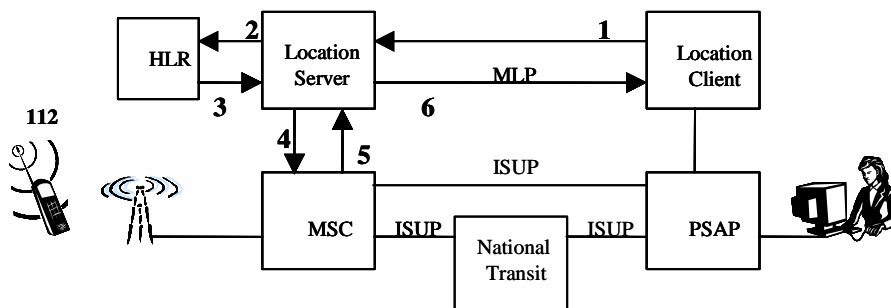 2
1
HLR
Location
Server
Location
Client
MLP
3
6
112
4
5
ISUP
MSC
ISUP
National
Transit
ISUP
PSAP